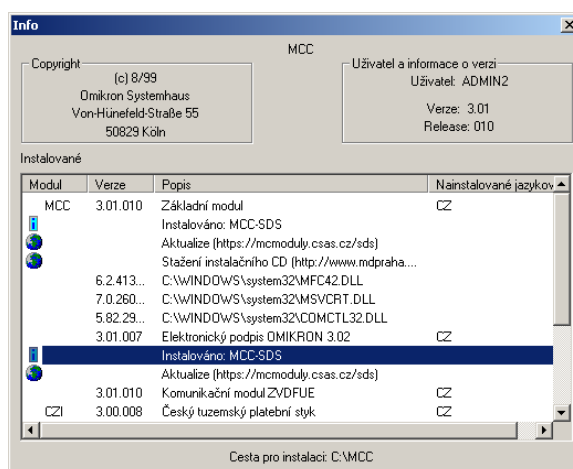 Info
MCC
Copyright
(c) 8/99
Omikron Systemhaus
Von-Hünefeld-Straße 55
50829 Köln
Uživatel a informace o verzi
Uživatel: ADMIN2
Verze: 3.01
Release: 010
Instalované
Modul Verze Popis Nainstalované jazykov
MCC 3.01.010 Základní modul CZ
Instalováno: MCC-SDS
Aktualize (https://mcmoduly.csas.cz/sds)
Stažení instalačního CD (http://www.mdpraha....
6.2.413... C:\WINDOWS\system32\MFC42.DLL
7.0.260... C:\WINDOWS\system32\MSVCRT.DLL
5.82.29... C:\WINDOWS\system32\COMCTL32.DLL
3.01.007 Elektronický podpis OMIKRON 3.02 CZ
Instalováno: MCC-SDS
Aktualize (https://mcmoduly.csas.cz/sds)
3.01.010 Komunikační modul ZVDFUE CZ
CZI 3.00.008 Český tuzemský platební styk CZ
Cesta pro instalaci: C:\MCC